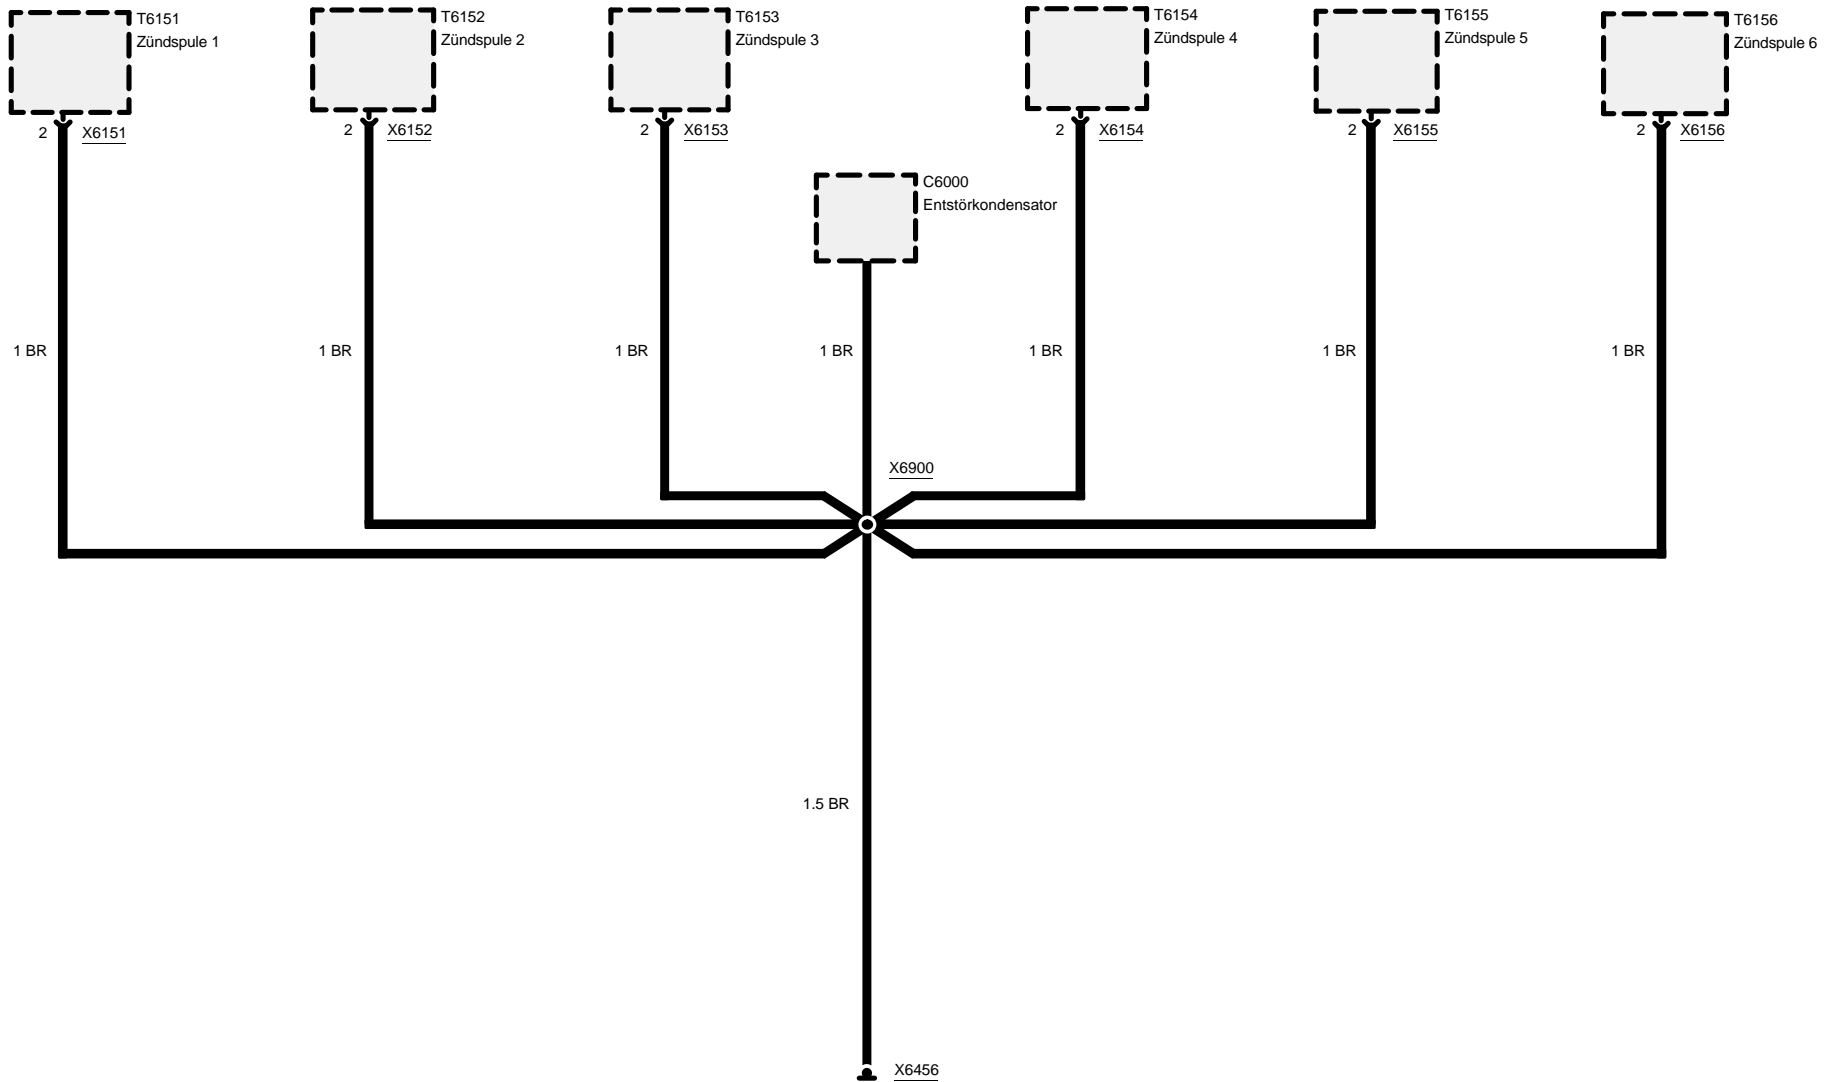 T6151
Zündspule 1
T6152
Zündspule 2
T6153
Zündspule 3
T6154
Zündspule 4
T6155
Zündspule 5
T6156
Zündspule 6
2 X6151
2 X6152
2 X6153
2 X6154
2 X6155
2 X6156
C6000
Entstörkondensator
1 BR
1 BR
1 BR
1 BR
1 BR
1 BR
1 BR
X6900
1.5 BR
X6456